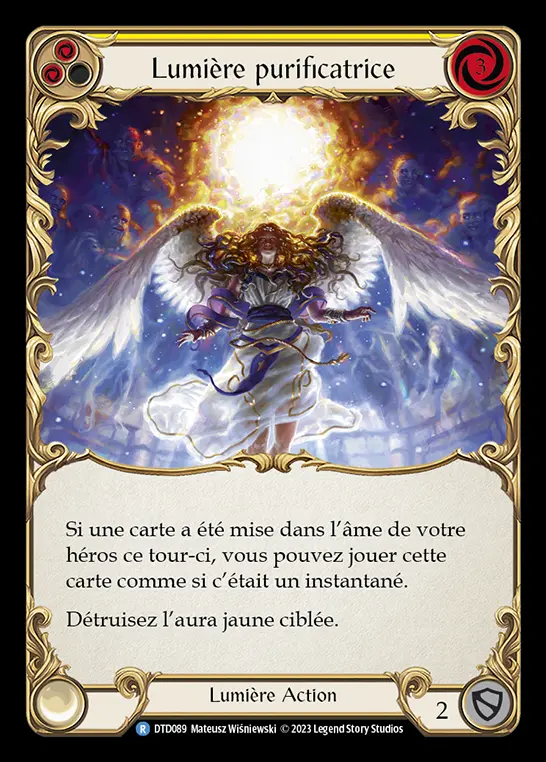 Lumière purificatrice
3
Si une carte a été mise dans l'âme de votre
héros ce tour-ci, vous pouvez jouer cette
carte comme si c'était un instantané.
Détruisez l'aura jaune ciblée.
Lumière Action
2
R DTD089 Mateusz Wiśniewski © 2023 Legend Story Studios